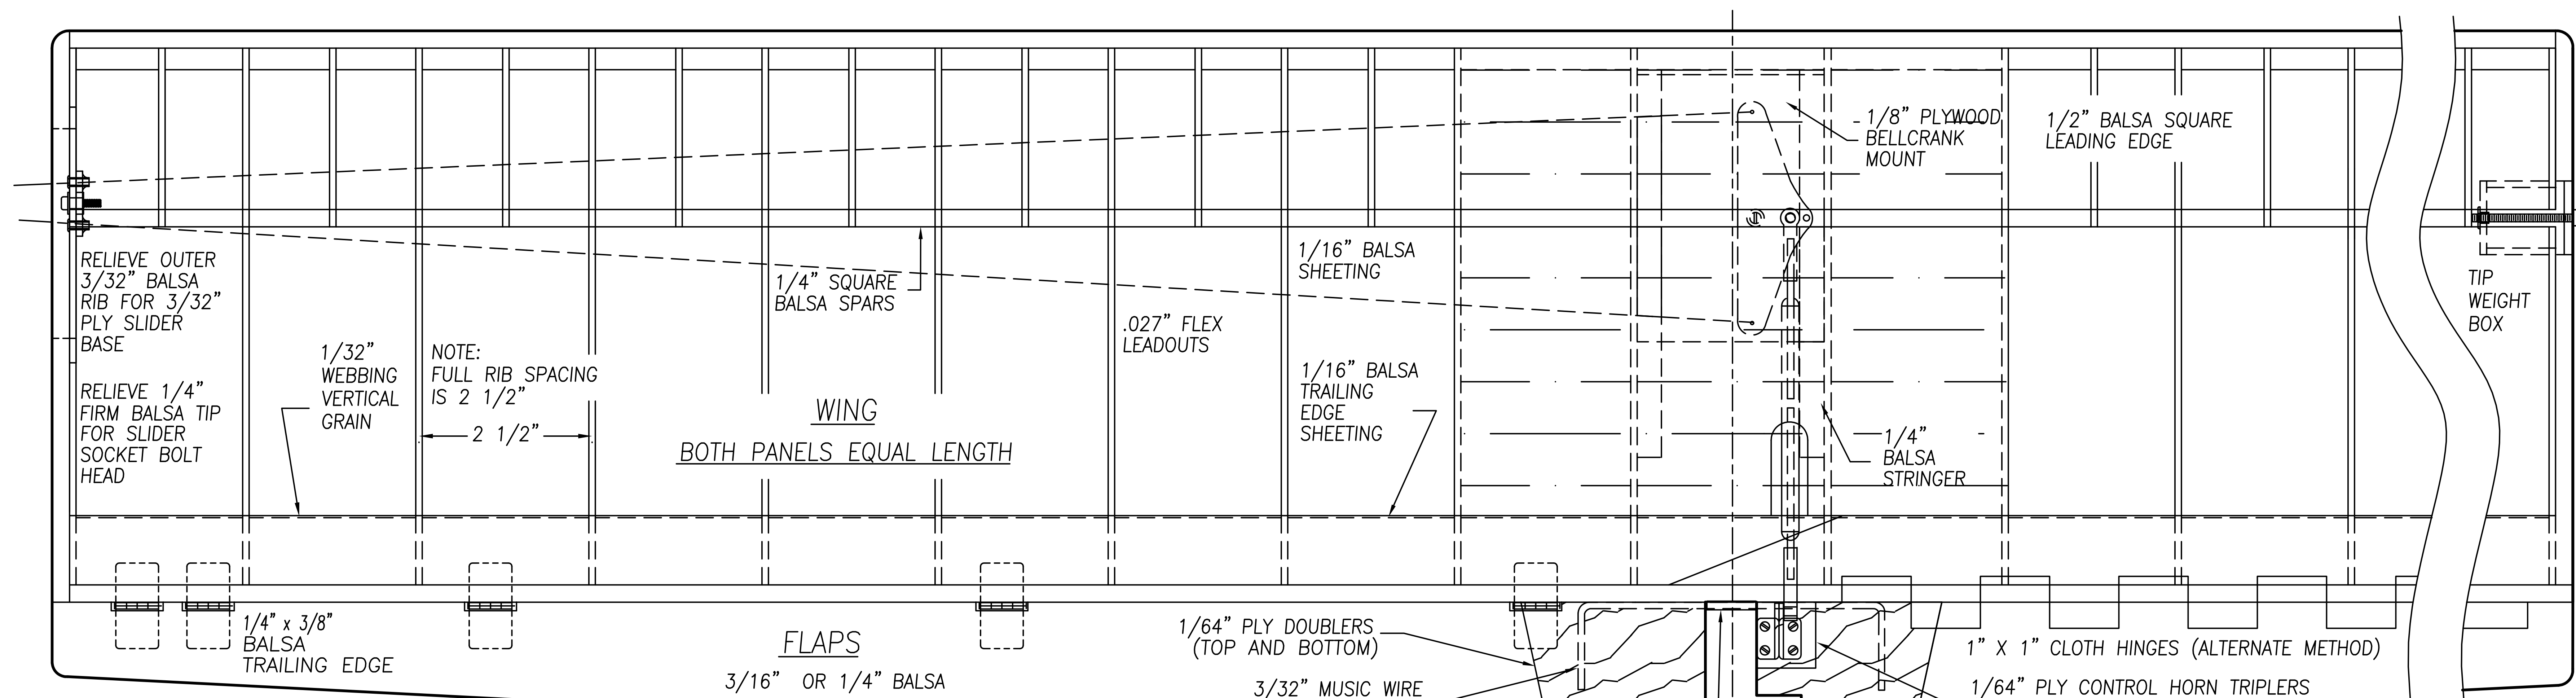 1/8” PLYWOOD
BELLCRANK
MOUNT
1/2” BALSA SQUARE
LEADING EDGE
RELIEVE OUTER
3/32” BALSA
RIB FOR 3/32”
PLY SLIDER
BASE
1/4” SQUARE
BALSA SPARS
1/16” BALSA
SHEETING
TIP
WEIGHT
BOX
.027” FLEX
LEADOUTS
1/32”
WEBBING
VERTICAL
GRAIN
NOTE:
FULL RIB SPACING
IS 2 1/2”
2 1/2”
RELIEVE 1/4”
FIRM BALSA TIP
FOR SLIDER
SOCKET BOLT
HEAD
WING
BOTH PANELS EQUAL LENGTH
1/16” BALSA
TRAILING
EDGE
SHEETING
1/4”
BALSA
STRINGER
1/4” x 3/8”
BALSA
TRAILING EDGE
FLAPS
3/16” OR 1/4” BALSA
1/64” PLY DOUBLERS
(TOP AND BOTTOM)
3/32” MUSIC WIRE
1” X 1” CLOTH HINGES (ALTERNATE METHOD)
1/64” PLY CONTROL HORN TRIPLERS